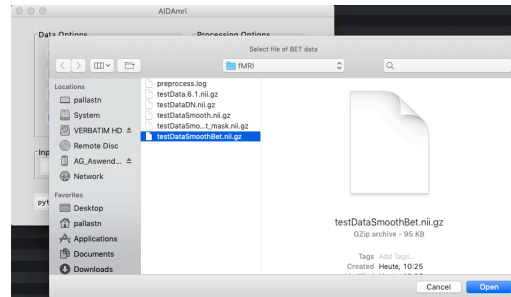 AIDAmri
Data Options
Processing Options
Select file of BET data
fMRI
Locations
pallastn
System
VERBATIM HD
Remote Disc
AG_Aswend...
Network
Favorites
Desktop
pallastn
Applications
Documents
Downloads
preprocess.log
testData.6.1.nii.gz
testDataDN.nii.gz
testDataSmooth.nii.gz
testDataSmo...t_mask.nii.gz
testDataSmoothBet.nii.gz
testDataSmoothBet.nii.gz
GZip archive - 95 KB
Tags Add Tags...
Created Heute, 10:25
Inp
pyt
Cancel
Open